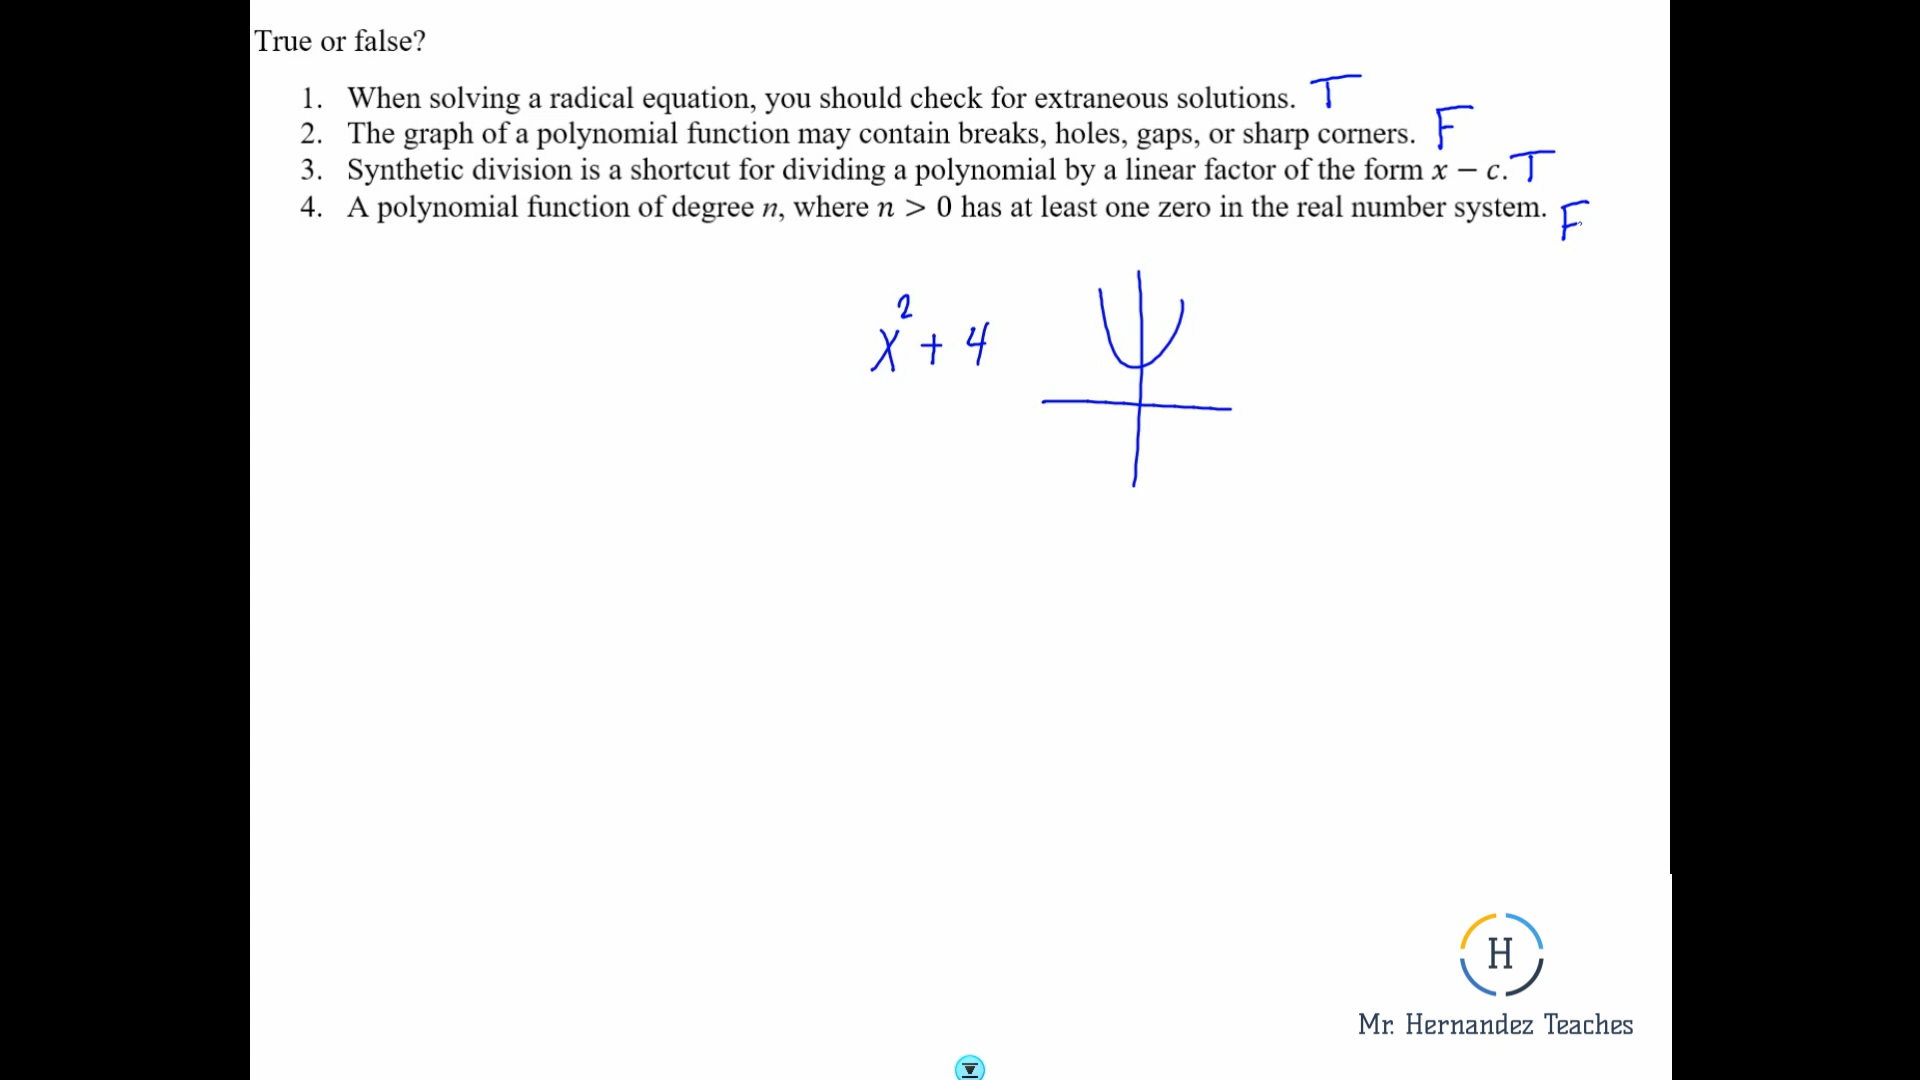 True or false?
1. When solving a radical equation, you should check for extraneous solutions. T
2. The graph of a polynomial function may contain breaks, holes, gaps, or sharp corners. F
3. Synthetic division is a shortcut for dividing a polynomial by a linear factor of the form x − c. T
4. A polynomial function of degree n, where n > 0 has at least one zero in the real number system. F
x² + 4
H
Mr. Hernandez Teaches